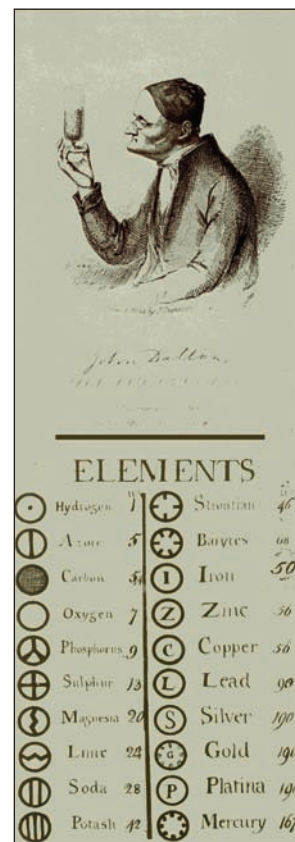 John Dalton.
ELEMENTS
Hydrogen 1
Azote 5
Carbon 5
Oxygen 7
Phosphorus 9
Sulphur 13
Magnesia 20
Lime 24
Soda 28
Potash 42
Strontian 46
Barytes 68
I Iron 50
Z Zinc 56
C Copper 56
L Lead 90
S Silver 190
G Gold 190
P Platina 190
Mercury 167